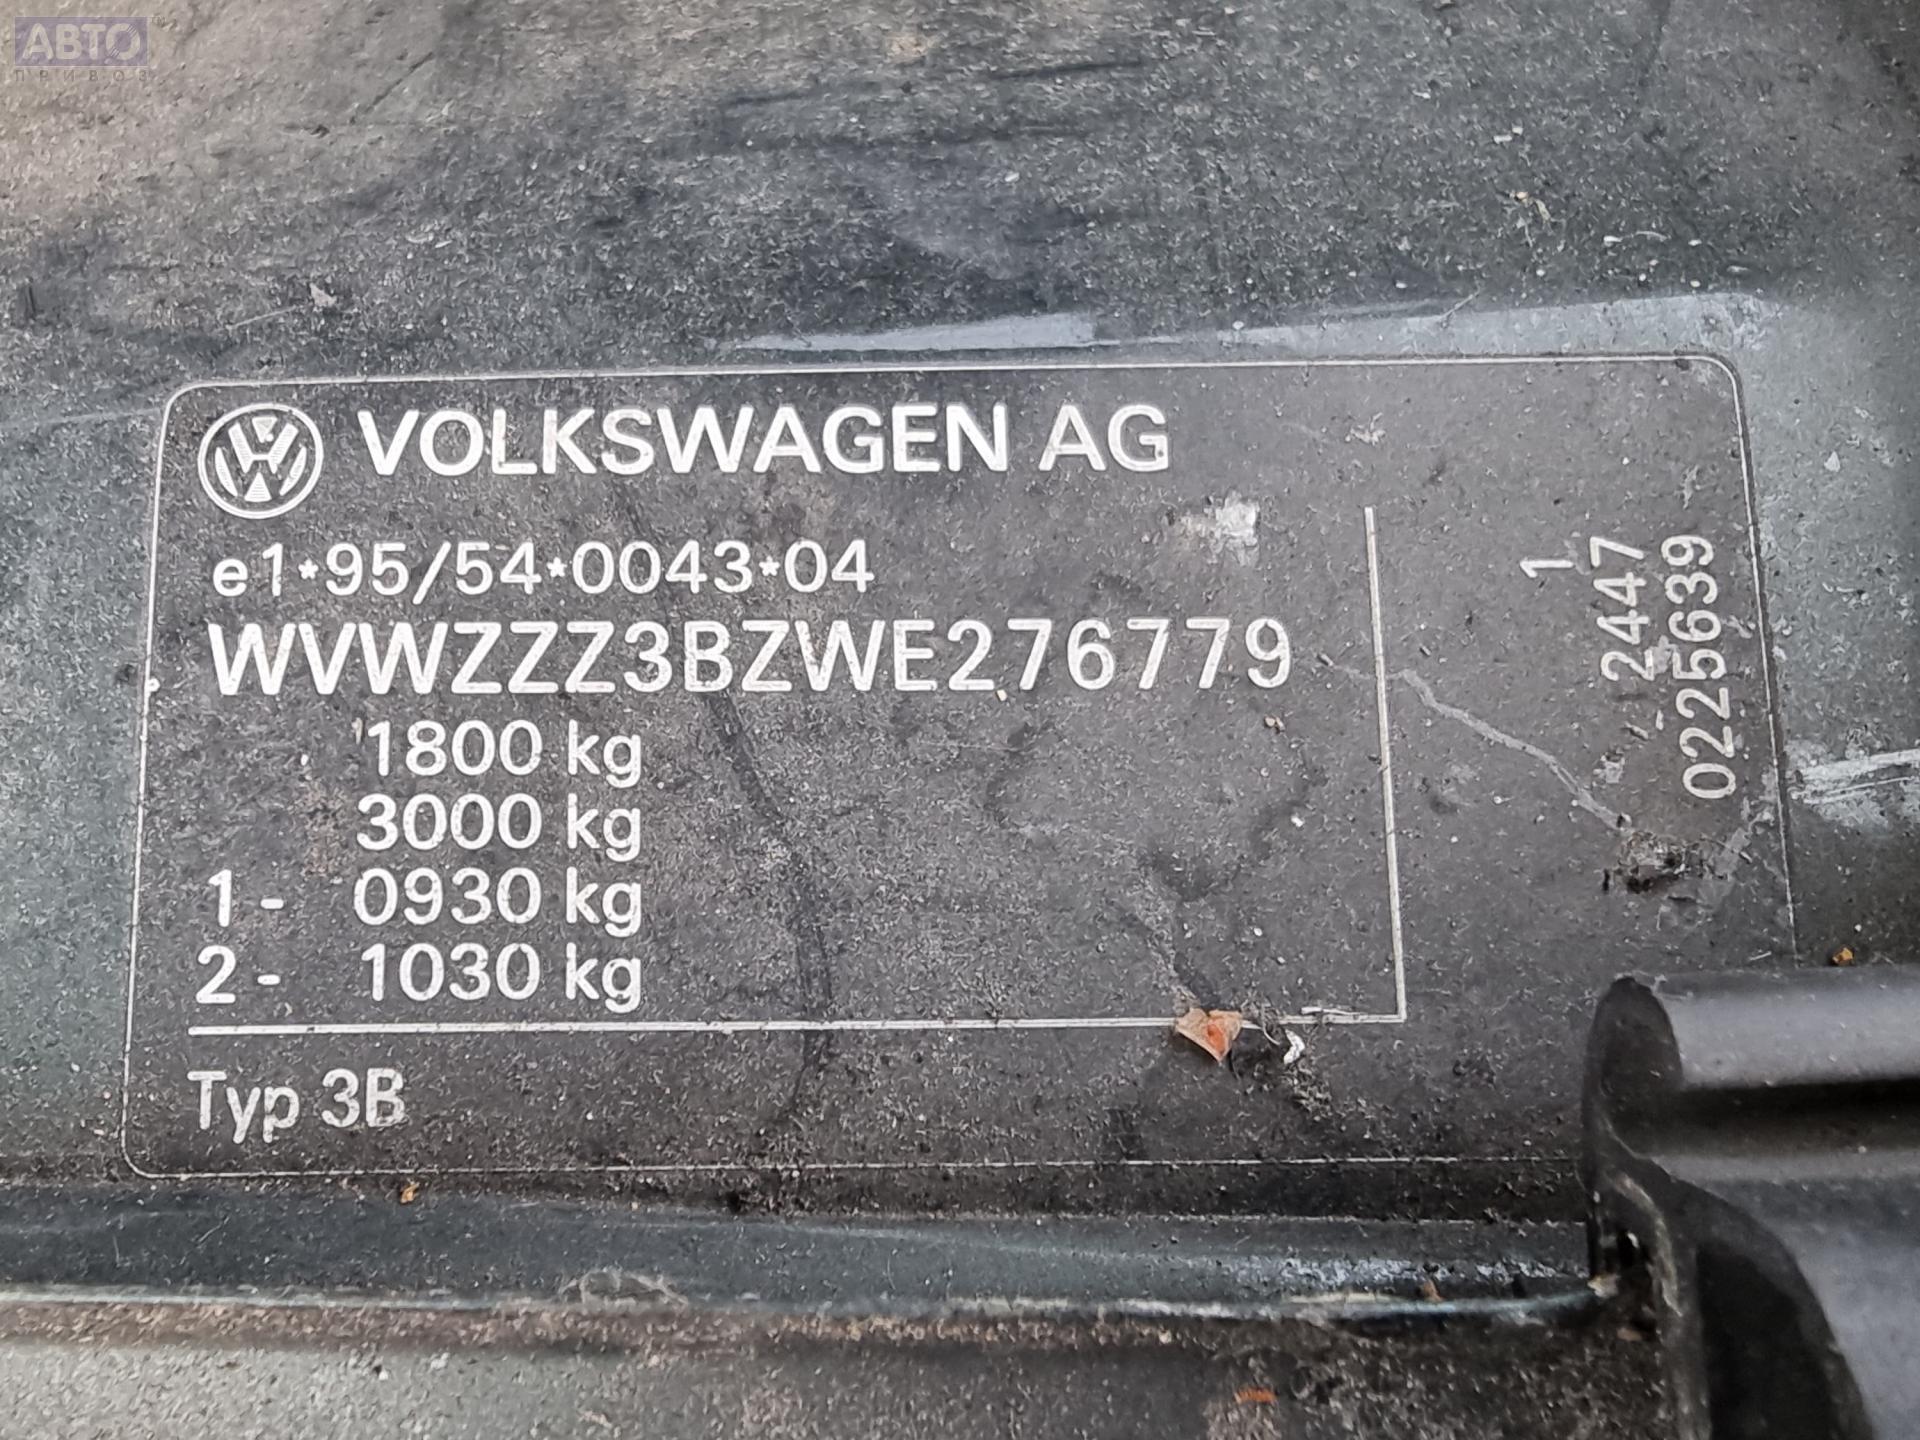 АВТО
ПРИВОЗ
VOLKSWAGEN AG
e1*95/54*0043*04
WVWZZZ3BZWE276779
1800 kg
3000 kg
1- 0930 kg
2- 1030 kg
Typ 3B
1
2447
0225639